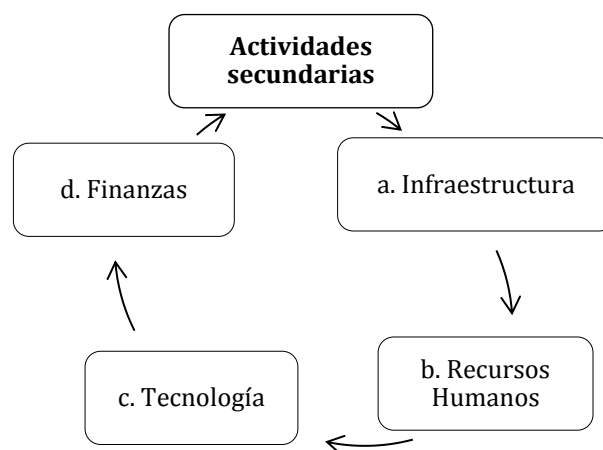 Actividades
secundarias
a. Infraestructura
b. Recursos
Humanos
c. Tecnología
d. Finanzas